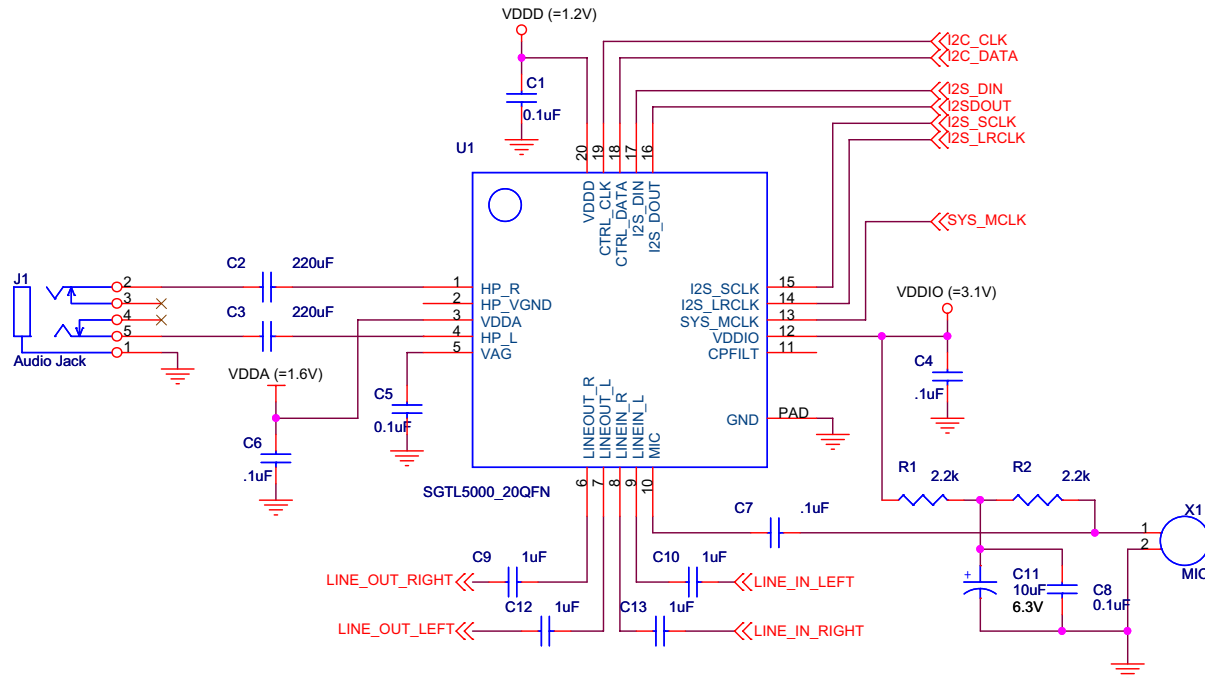 VDDD (=1.2V)
I2C_CLK
I2C_DATA
C1
0.1uF
I2S_DIN
I2SDOUT
I2S_SCLK
I2S_LRCLK
U1
20
19
18
17
16
VDDD
CTRL_CLK
CTRL_DATA
I2S_DIN
I2S_DOUT
SYS_MCLK
C2
220uF
J1
2
3
4
5
1
Audio Jack
C3
220uF
1
2
3
4
5
HP_R
HP_VGND
VDDA
HP_L
VAG
I2S_SCLK
I2S_LRCLK
SYS_MCLK
VDDIO
CPFILT
15
14
13
12
11
VDDIO (=3.1V)
C4
.1uF
VDDA (=1.6V)
C5
0.1uF
C6
.1uF
GND
PAD
LINEOUT_R
LINEOUT_L
LINEIN_R
LINEIN_L
MIC
6
7
8
9
10
SGTL5000_20QFN
R1
2.2k
R2
2.2k
C7
.1uF
X1
1
2
MIC
C9
1uF
LINE_OUT_RIGHT
C10
1uF
LINE_IN_LEFT
C12
1uF
LINE_OUT_LEFT
C13
1uF
LINE_IN_RIGHT
+
C11
10uF
6.3V
C8
0.1uF